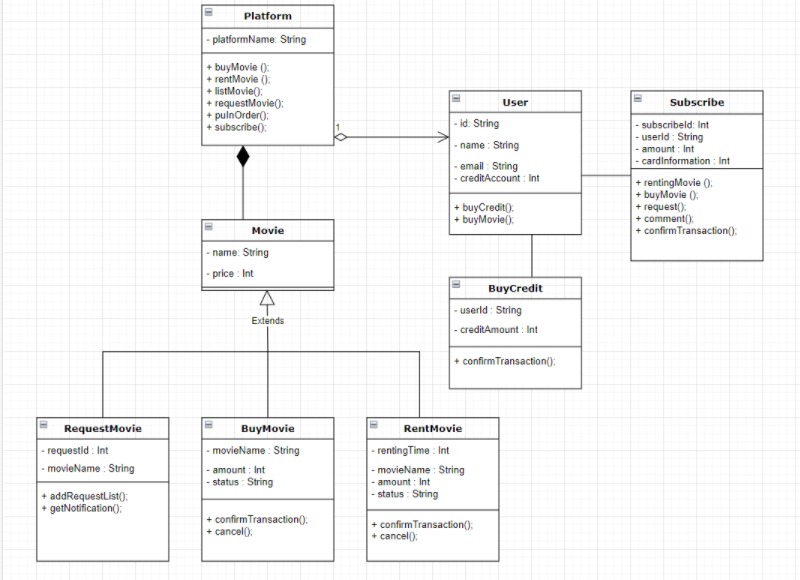 Platform
- platformName: String
+ buyMovie ();
+ rentMovie ();
+ listMovie();
+ requestMovie();
+ puInOrder();
+ subscribe();
1
User
- id: String
- name : String
- email : String
- creditAccount : Int
+ buyCredit();
+ buyMovie();
Subscribe
- subscribeId: Int
- userId : String
- amount : Int
- cardInformation : Int
+ rentingMovie ();
+ buyMovie ();
+ request();
+ comment();
+ confirmTransaction();
Movie
- name: String
- price : Int
Extends
BuyCredit
- userId : String
- creditAmount : Int
+ confirmTransaction();
RequestMovie
- requestId : Int
- movieName : String
+ addRequestList();
+ getNotification();
BuyMovie
- movieName : String
- amount : Int
- status : String
+ confirmTransaction();
+ cancel();
RentMovie
- rentingTime : Int
- movieName : String
- amount : Int
- status : String
+ confirmTransaction();
+ cancel();